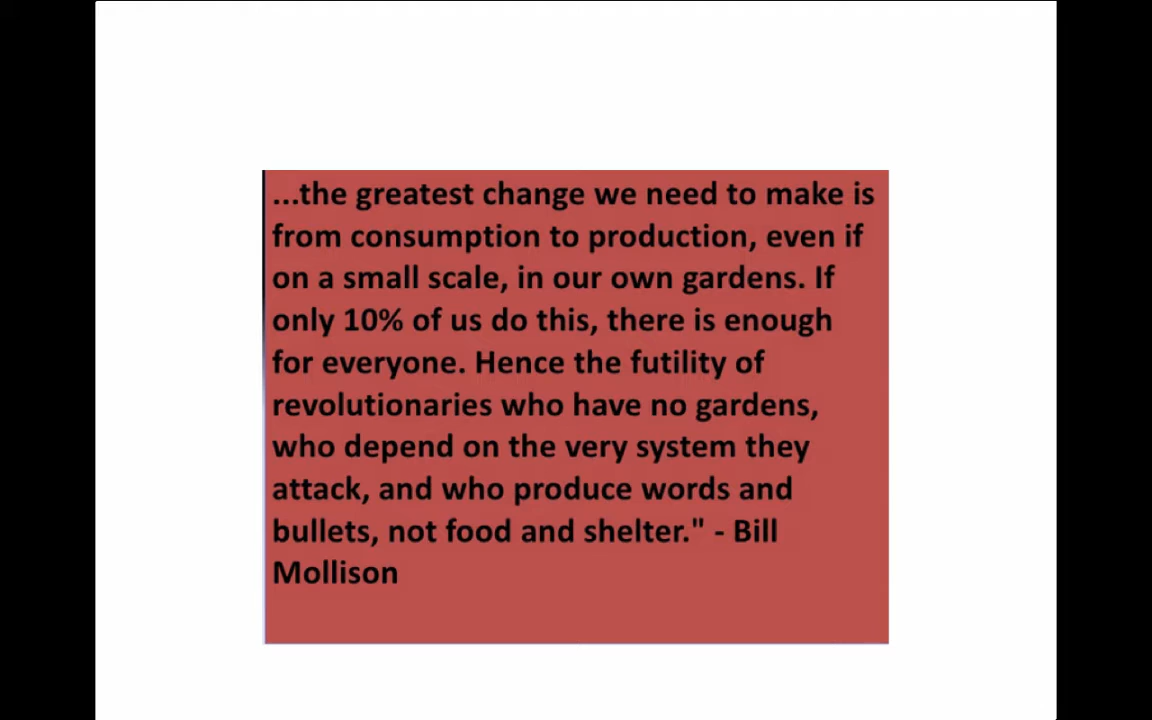 ...the greatest change we need to make is
from consumption to production, even if
on a small scale, in our own gardens. If
only 10% of us do this, there is enough
for everyone. Hence the futility of
revolutionaries who have no gardens,
who depend on the very system they
attack, and who produce words and
bullets, not food and shelter." - Bill
Mollison